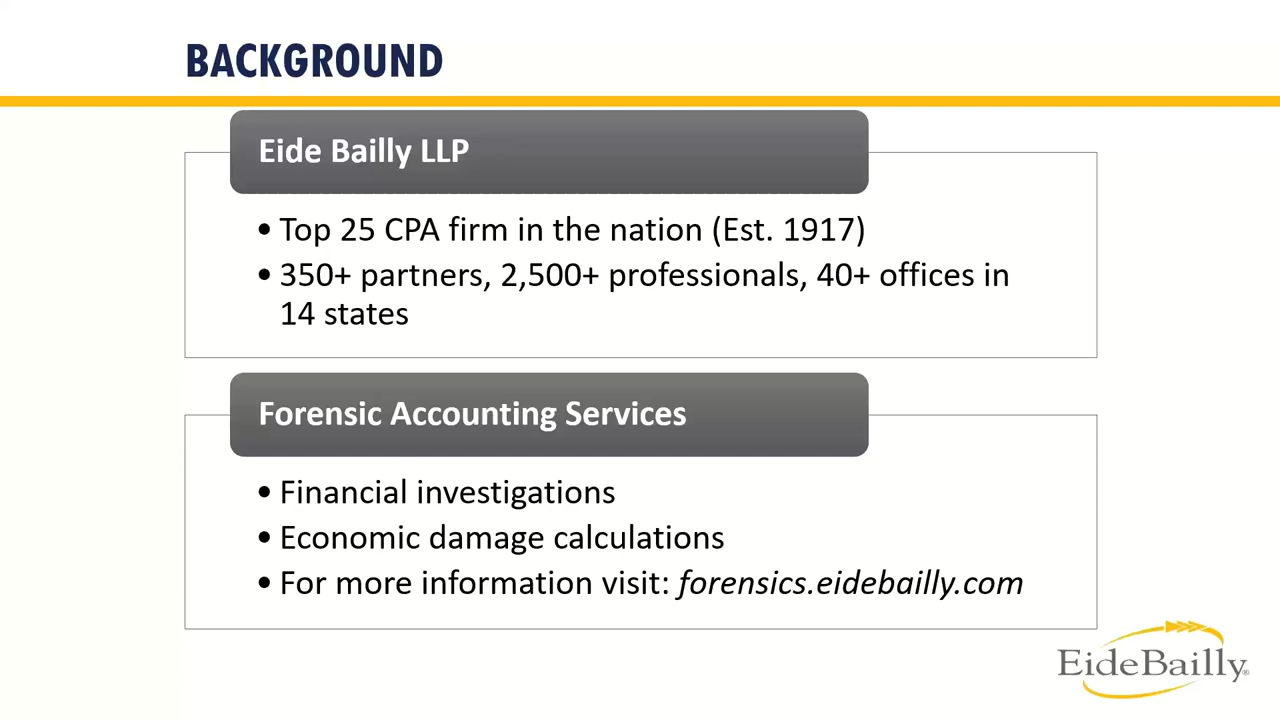 BACKGROUND
Eide Bailly LLP
• Top 25 CPA firm in the nation (Est. 1917)
• 350+ partners, 2,500+ professionals, 40+ offices in
14 states
Forensic Accounting Services
• Financial investigations
• Economic damage calculations
• For more information visit: forensics.eidebailly.com
EideBailly®